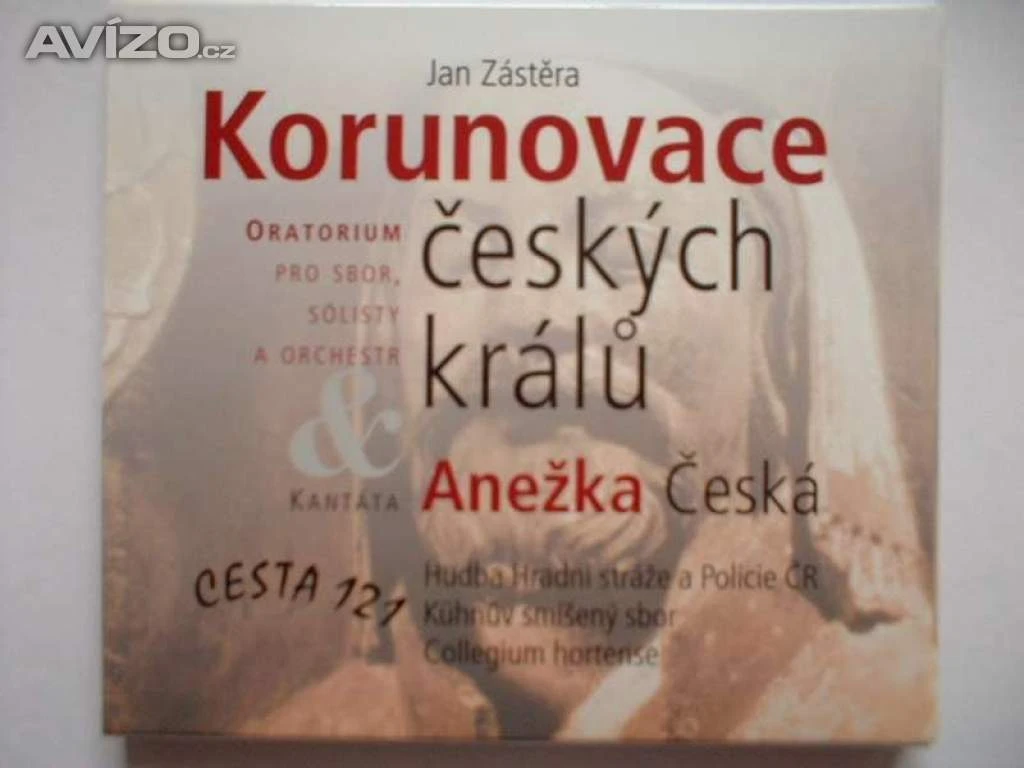 AVÍZO.cz
Jan Zástěra
Korunovace
českých
králů
ORATORIUM
PRO SBOR,
SÓLISTY
A ORCHESTR
&
KANTÁTA
Anežka Česká
CESTA 121
Hudba Hradní stráže a Policie ČR
Kühnův smíšený sbor
Collegium hortense